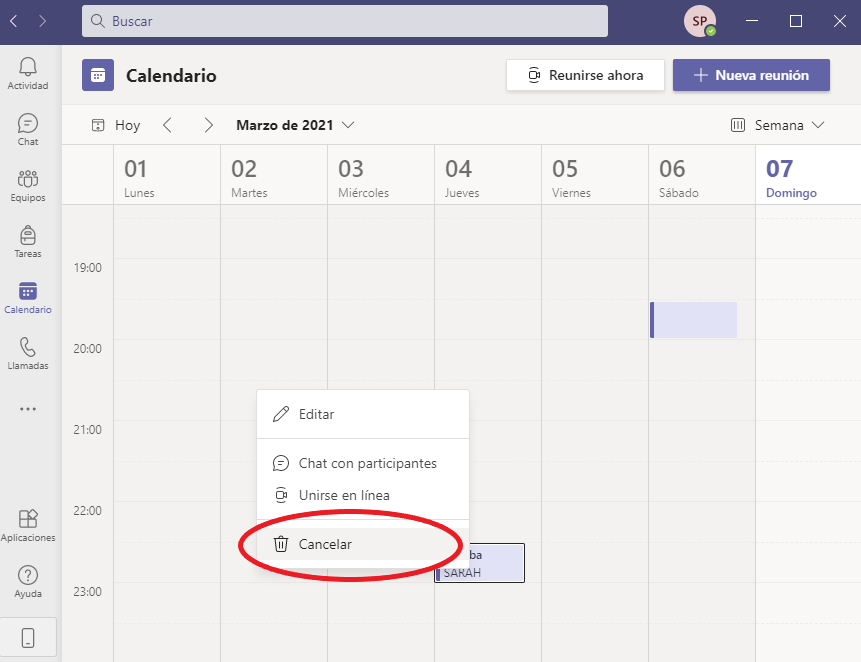 Buscar
SP
Actividad
Chat
Equipos
Tareas
Calendario
Llamadas
Aplicaciones
Ayuda
Calendario
Reunirse ahora
Nueva reunión
Hoy
Marzo de 2021
Semana
01 02 03 04 05 06 07
Lunes Martes Miércoles Jueves Viernes Sábado Domingo
19:00
20:00
21:00
22:00
23:00
Editar
Chat con participantes
Unirse en línea
Cancelar
ba
SARAH